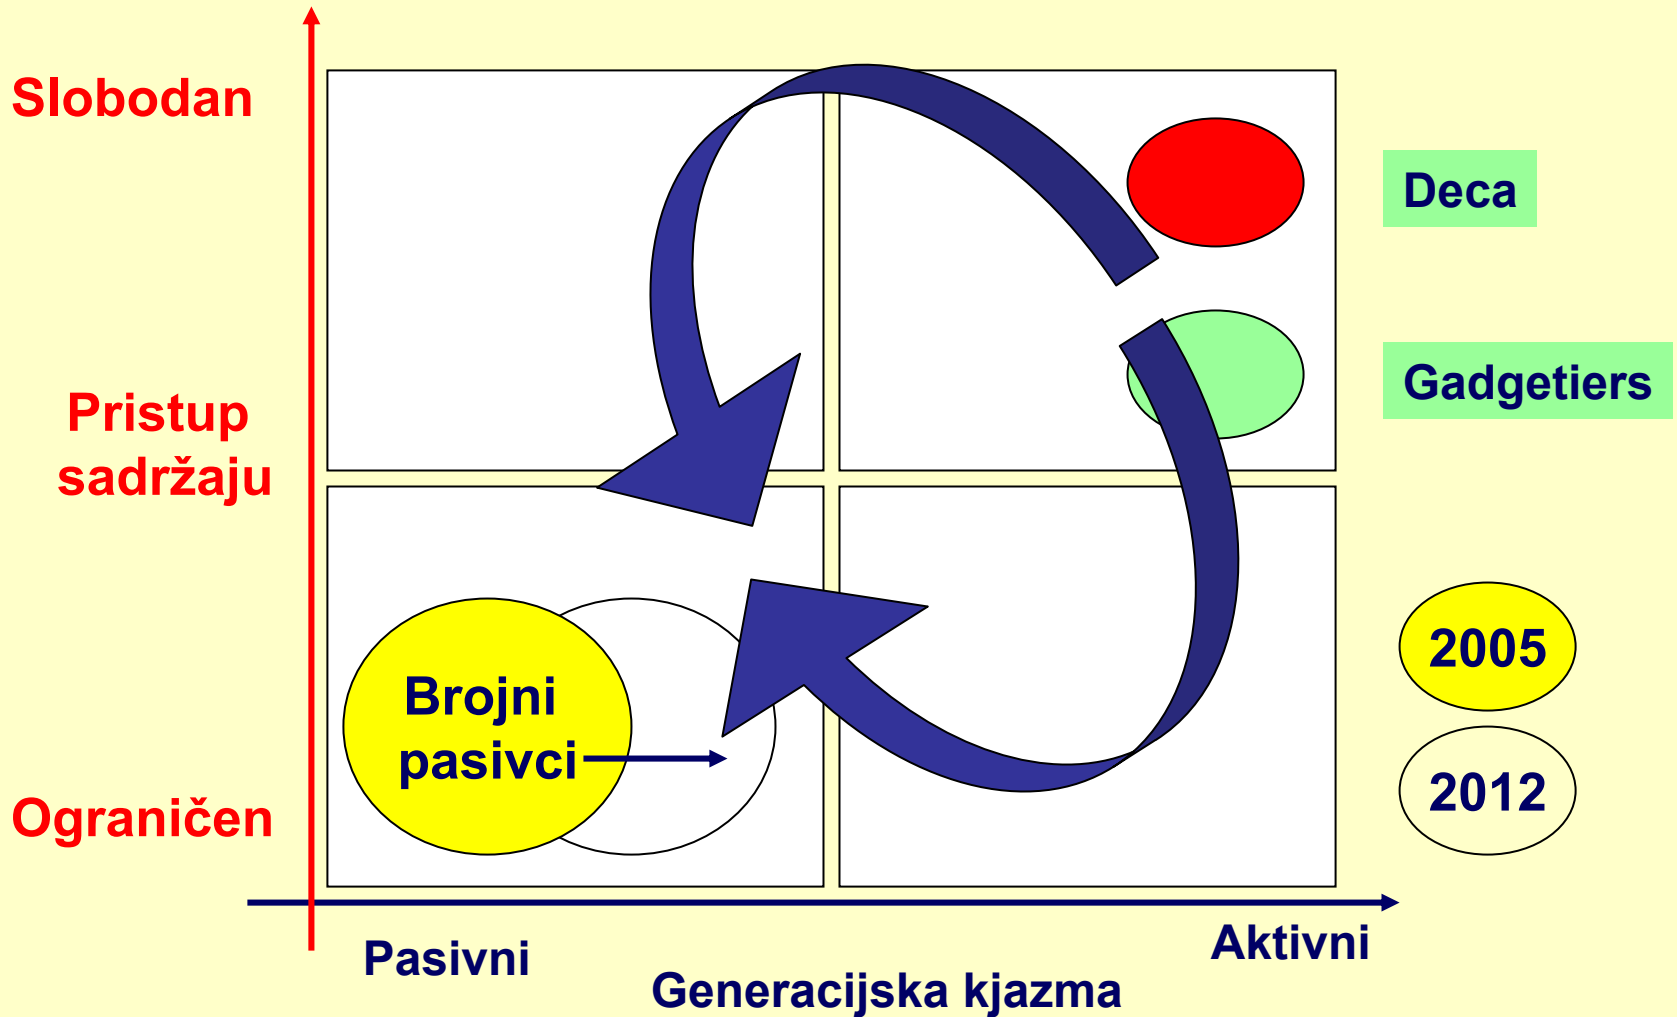 Slobodan
Deca
Gadgetiers
Pristup
sadržaju
2005
Brojni
pasivci
2012
Ograničen
Pasivni
Aktivni
Generacijska kjazma